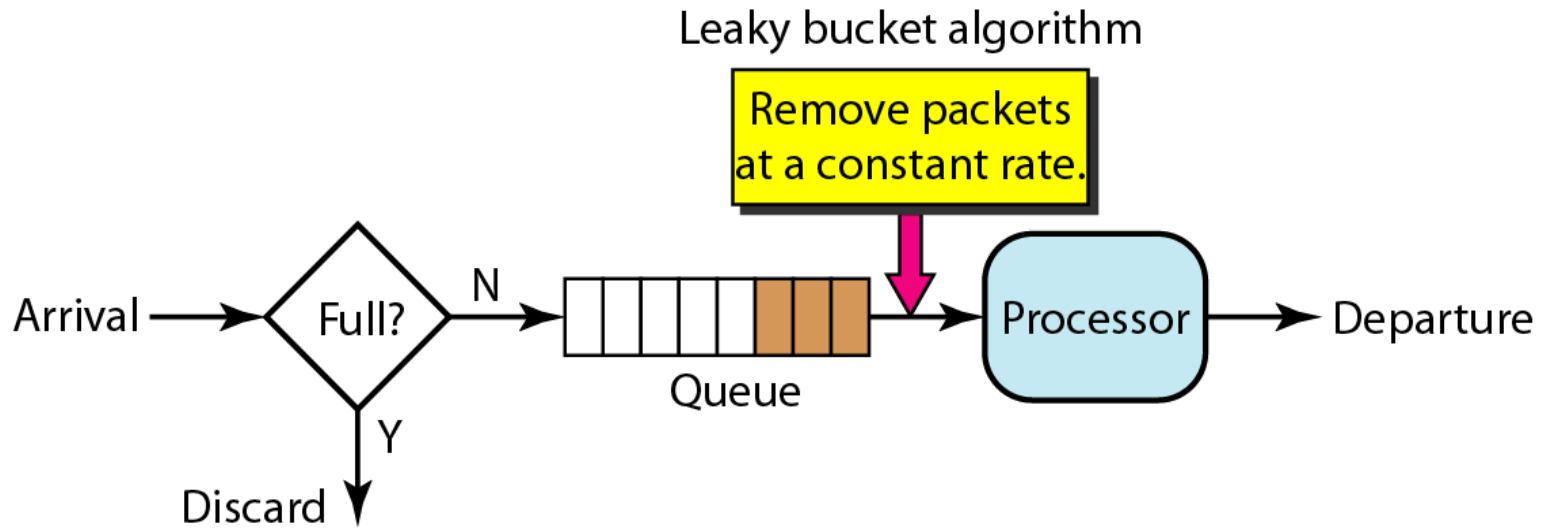 Leaky bucket algorithm
Remove packets
at a constant rate.
Arrival
Full?
N
Y
Discard
Queue
Processor
Departure